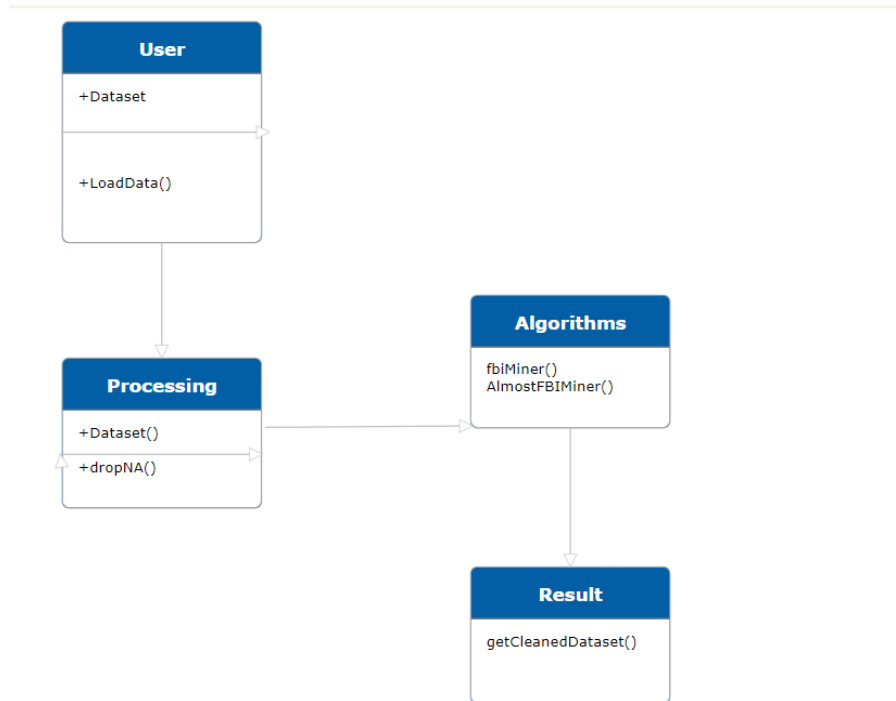 User
+Dataset
+LoadData()
Processing
+Dataset()
+dropNA()
Algorithms
fbiMiner()
AlmostFBIMiner()
Result
getCleanedDataset()